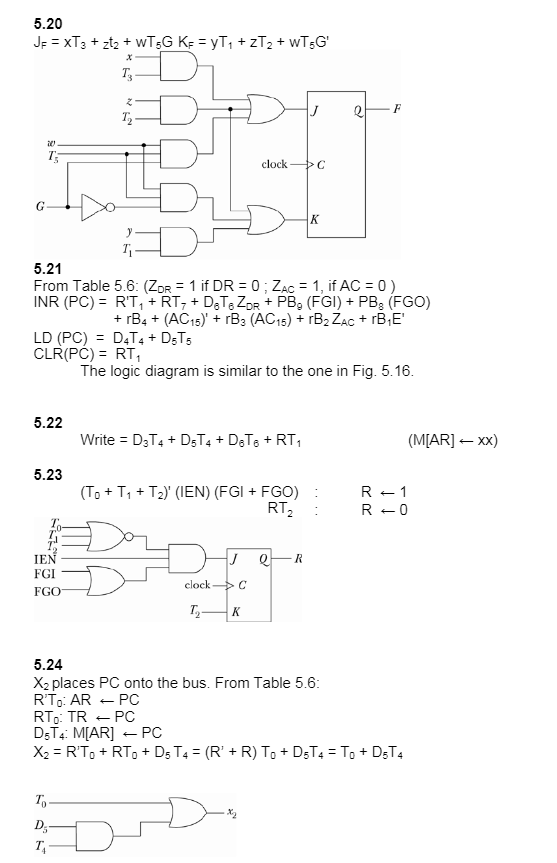 5.20
J_F = xT₃ + zt₂ + wT₅G K_F = yT₁ + zT₂ + wT₅G'
x
T₃
z
T₂
J Q F
w
T₅
clock C
G
K
y
T₁
5.21
From Table 5.6: (Z_DR = 1 if DR = 0 ; Z_AC = 1, if AC = 0 )
INR (PC) = R'T₁ + RT₇ + D₆T₆ Z_DR + PB₉ (FGI) + PB₈ (FGO)
+ rB₄ + (AC₁₅)' + rB₃ (AC₁₅) + rB₂ Z_AC + rB₁E'
LD (PC) = D₄T₄ + D₅T₅
CLR(PC) = RT₁
The logic diagram is similar to the one in Fig. 5.16.
5.22
Write = D₃T₄ + D₅T₄ + D₆T₆ + RT₁ (M[AR] ← xx)
5.23
(T₀ + T₁ + T₂)' (IEN) (FGI + FGO) : R ← 1
RT₂ : R ← 0
T₀
T₁
T₂
IEN J Q R
FGI
clock C
FGO
T₂ K
5.24
X₂ places PC onto the bus. From Table 5.6:
R'T₀: AR ← PC
RT₀: TR ← PC
D₅T₄: M[AR] ← PC
X₂ = R'T₀ + RT₀ + D₅ T₄ = (R' + R) T₀ + D₅T₄ = T₀ + D₅T₄
T₀
x₂
D₅
T₄